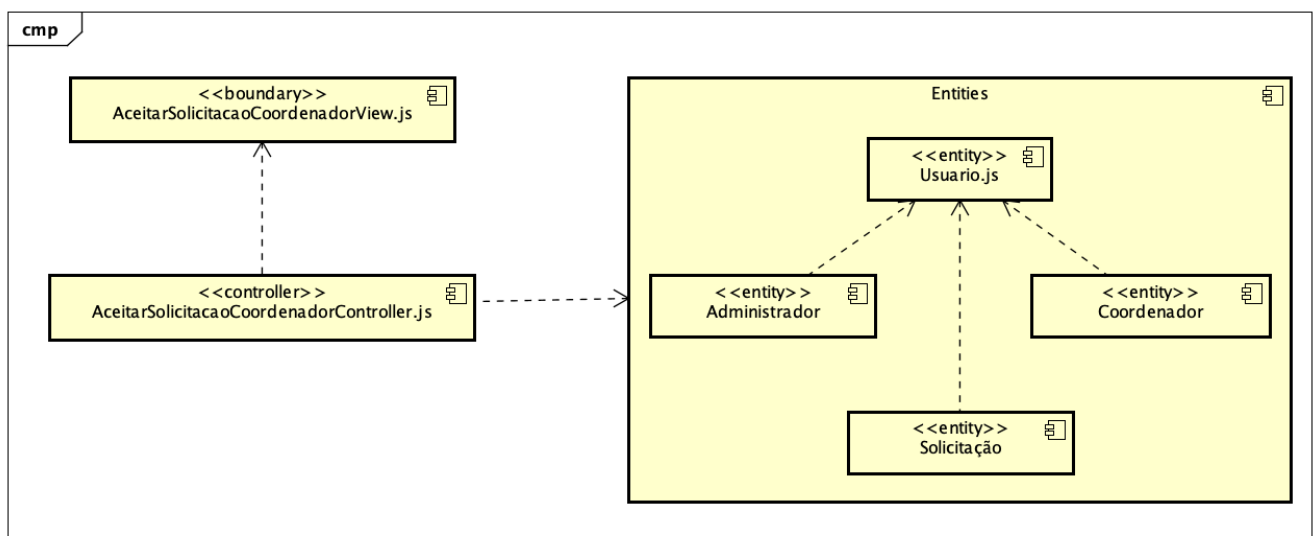 cmp
<<boundary>>
AceitarSolicitacaoCoordenadorView.js
<<controller>>
AceitarSolicitacaoCoordenadorController.js
Entities
<<entity>>
Usuario.js
<<entity>>
Administrador
<<entity>>
Coordenador
<<entity>>
Solicitação